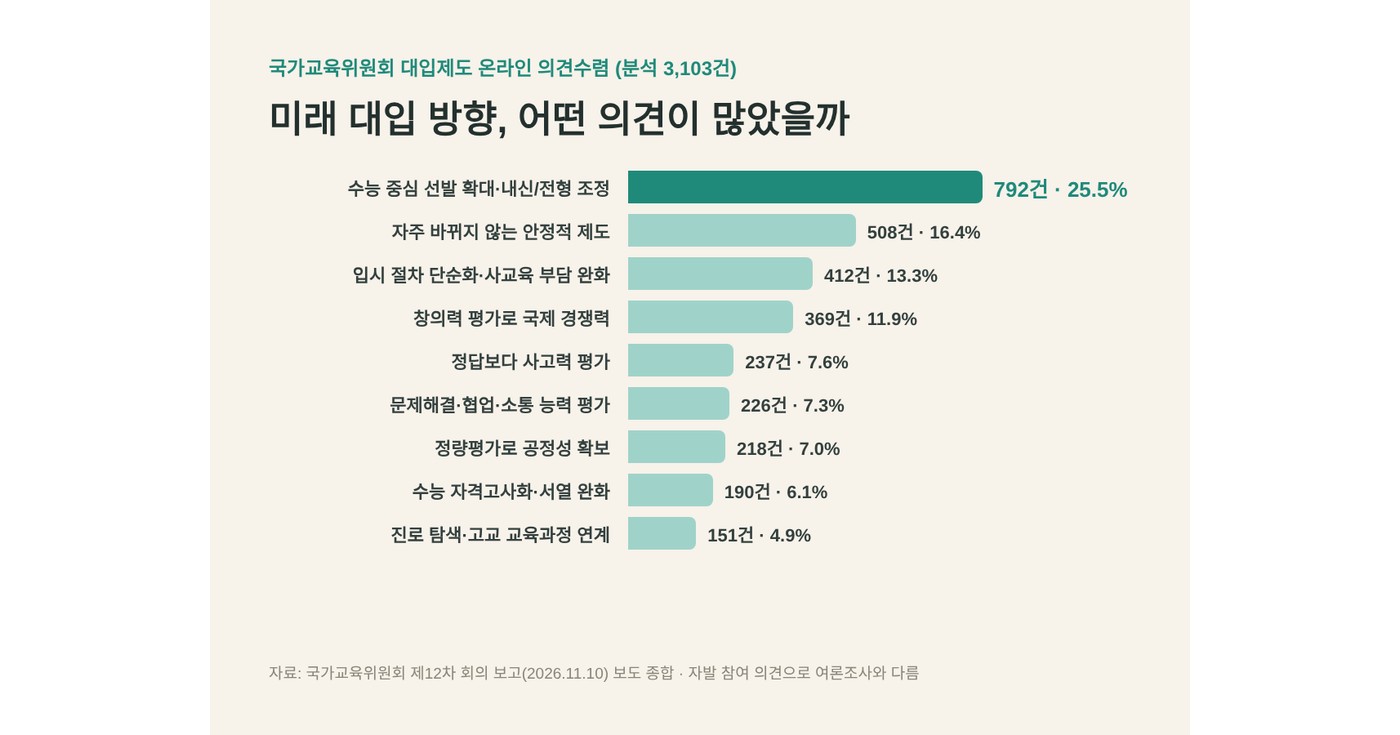 국가교육위원회 대입제도 온라인 의견수렴 (분석 3,103건)
미래 대입 방향, 어떤 의견이 많았을까
수능 중심 선발 확대·내신/전형 조정 792건 · 25.5%
자주 바뀌지 않는 안정적 제도 508건 · 16.4%
입시 절차 단순화·사교육 부담 완화 412건 · 13.3%
창의력 평가로 국제 경쟁력 369건 · 11.9%
정답보다 사고력 평가 237건 · 7.6%
문제해결·협업·소통 능력 평가 226건 · 7.3%
정량평가로 공정성 확보 218건 · 7.0%
수능 자격고사화·서열 완화 190건 · 6.1%
진로 탐색·고교 교육과정 연계 151건 · 4.9%
자료: 국가교육위원회 제12차 회의 보고(2026.11.10) 보도 종합 · 자발 참여 의견으로 여론조사와 다름